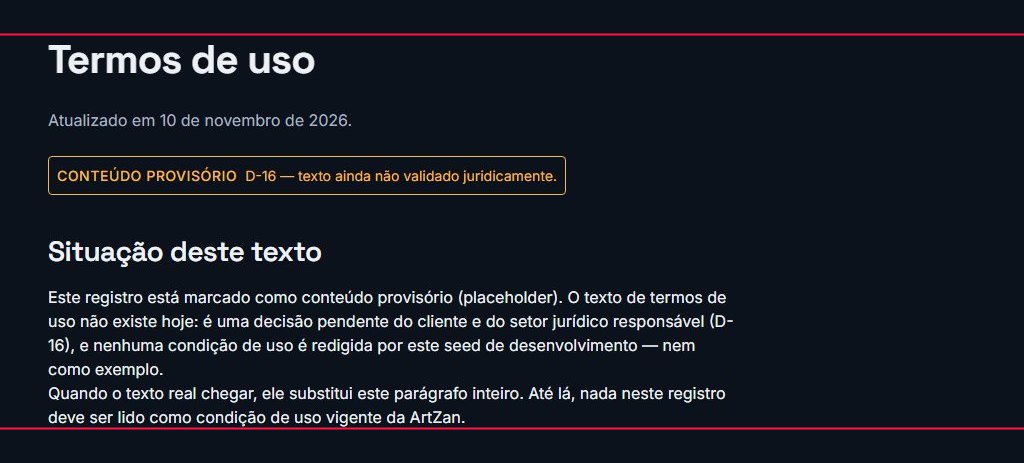 Termos de uso
Atualizado em 10 de novembro de 2026.
CONTEÚDO PROVISÓRIO D-16 — texto ainda não validado juridicamente.
Situação deste texto
Este registro está marcado como conteúdo provisório (placeholder). O texto de termos de
uso não existe hoje: é uma decisão pendente do cliente e do setor jurídico responsável (D-
16), e nenhuma condição de uso é redigida por este seed de desenvolvimento — nem
como exemplo.
Quando o texto real chegar, ele substitui este parágrafo inteiro. Até lá, nada neste registro
deve ser lido como condição de uso vigente da ArtZan.